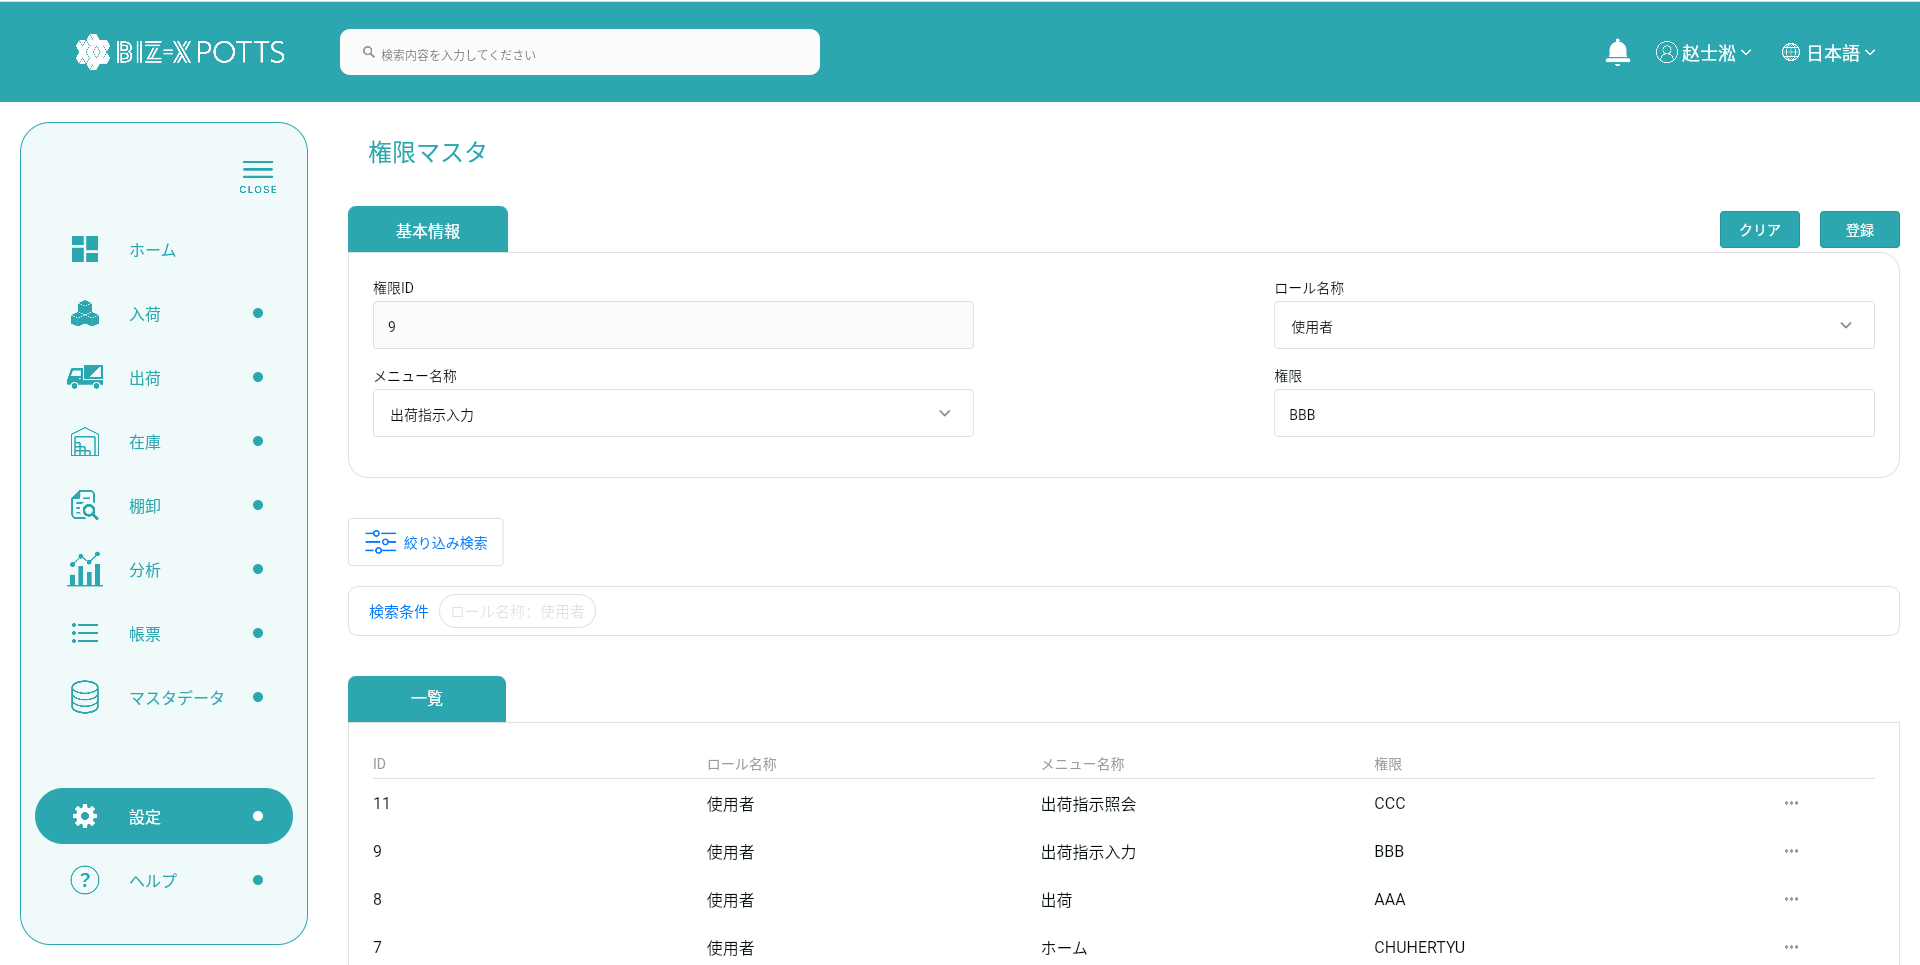 BIZ-X POTTS
検索内容を入力してください
赵士淞
日本語
CLOSE
ホーム
入荷
出荷
在庫
棚卸
分析
帳票
マスタデータ
設定
ヘルプ
権限マスタ
基本情報
クリア
登録
権限ID
ロール名称
9
使用者
メニュー名称
権限
出荷指示入力
BBB
絞り込み検索
検索条件 ロール名称: 使用者
一覧
ID ロール名称 メニュー名称 権限
11 使用者 出荷指示照会 CCC
9 使用者 出荷指示入力 BBB
8 使用者 出荷 AAA
7 使用者 ホーム CHUHERTYU